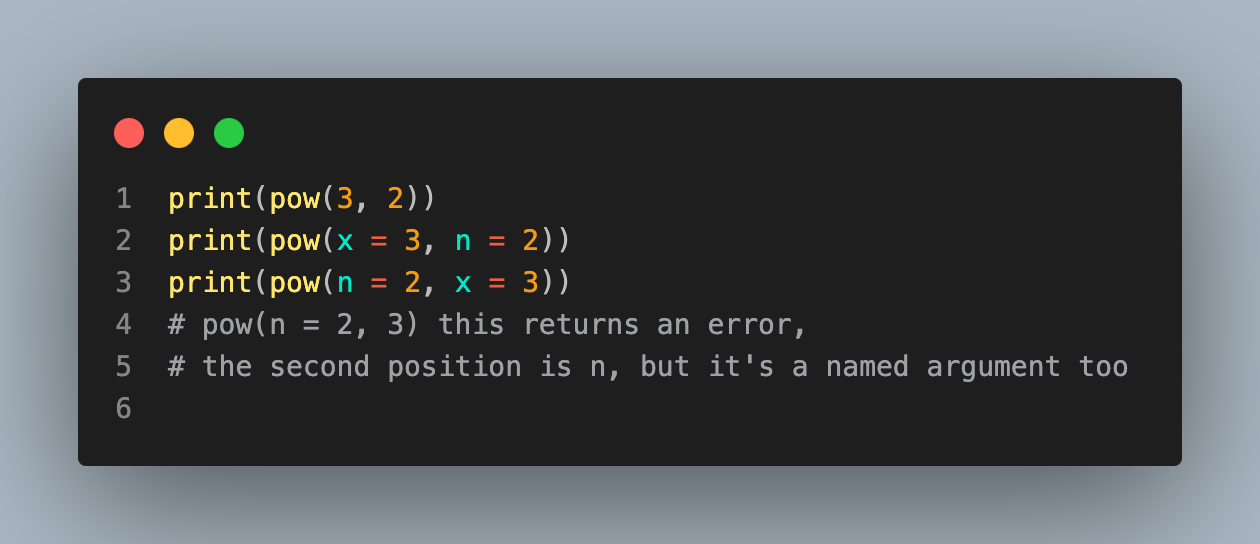 1 print(pow(3, 2))
2 print(pow(x = 3, n = 2))
3 print(pow(n = 2, x = 3))
4 # pow(n = 2, 3) this returns an error,
5 # the second position is n, but it's a named argument too
6